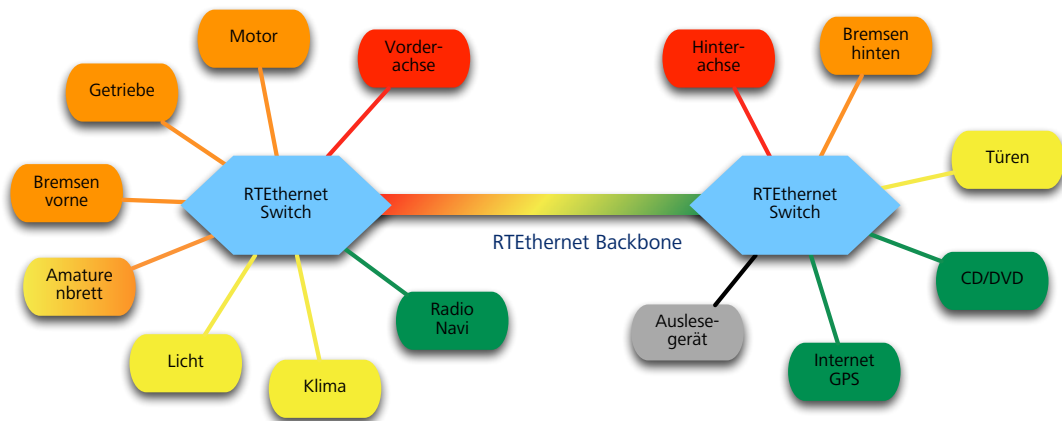 Motor
Vorder-
achse
Hinter-
achse
Bremsen
hinten
Getriebe
Türen
Bremsen
vorne
RTEthernet
Switch
RTEthernet
Switch
RTEthernet Backbone
Amature
nbrett
CD/DVD
Radio
Navi
Auslese-
gerät
Licht
Klima
Internet
GPS